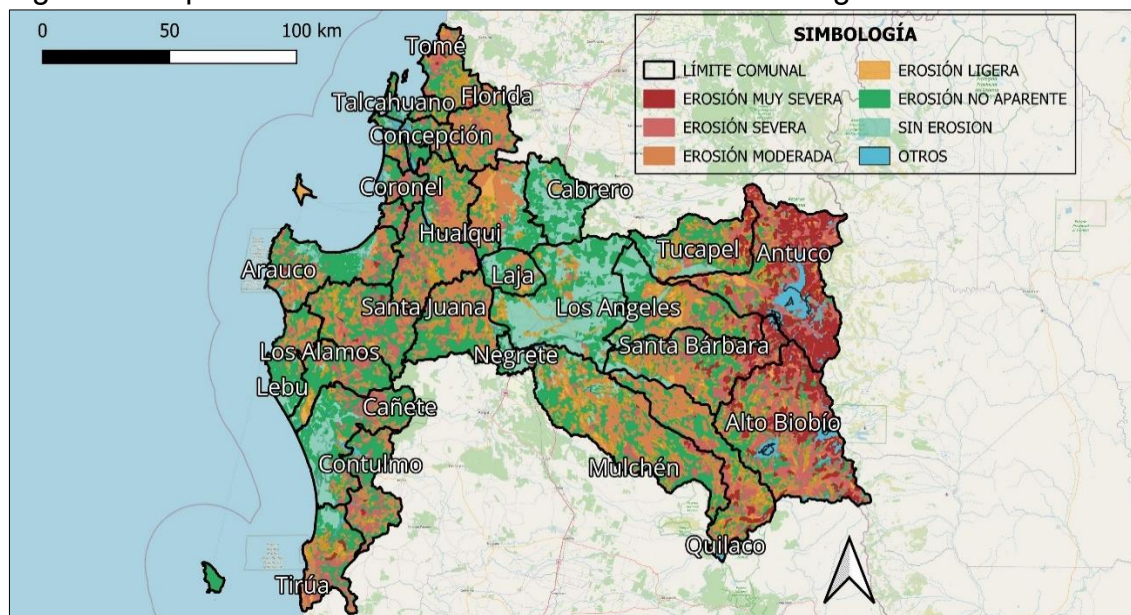 0 50 100 km
SIMBOLOGÍA
LÍMITE COMUNAL
EROSIÓN MUY SEVERA
EROSIÓN SEVERA
EROSIÓN MODERADA
EROSIÓN LIGERA
EROSIÓN NO APARENTE
SIN EROSION
OTROS
Tomé
Talcahuano
Florida
Concepción
Coronel
Cabrero
Hualqui
Tucapel
Antuco
Arauco
Laja
Santa Juana
Los Angeles
Los Alamos
Negrete
Santa Bárbara
Lebu
Cañete
Alto Biobío
Contulmo
Mulchén
Quilaco
Tirúa